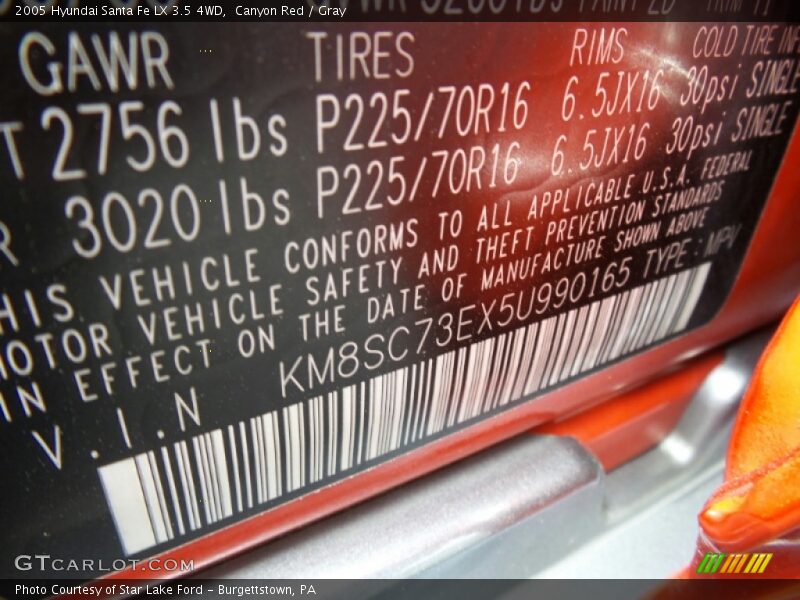 2005 Hyundai Santa Fe LX 3.5 4WD, Canyon Red / Gray
GAWR TIRES RIMS COLD TIRE INF
T 2756 lbs P225/70R16 6.5JX16 30psi SINGLE
R 3020 lbs P225/70R16 6.5JX16 30psi SINGLE
HIS VEHICLE CONFORMS TO ALL APPLICABLE U.S.A. FEDERAL
MOTOR VEHICLE SAFETY AND THEFT PREVENTION STANDARDS
IN EFFECT ON THE DATE OF MANUFACTURE SHOWN ABOVE
V.I.N KM8SC73EX5U990165 TYPE : MPV
GTCARLOT.COM
Photo Courtesy of Star Lake Ford - Burgettstown, PA